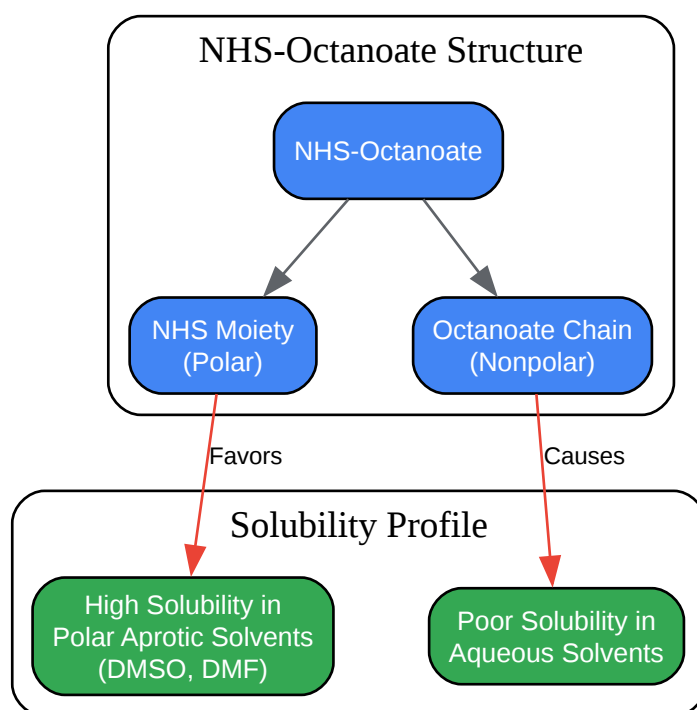 NHS-Octanoate Structure
NHS-Octanoate
NHS Moiety
(Polar)
Octanoate Chain
(Nonpolar)
Favors
Causes
Solubility Profile
High Solubility in
Polar Aprotic Solvents
(DMSO, DMF)
Poor Solubility in
Aqueous Solvents